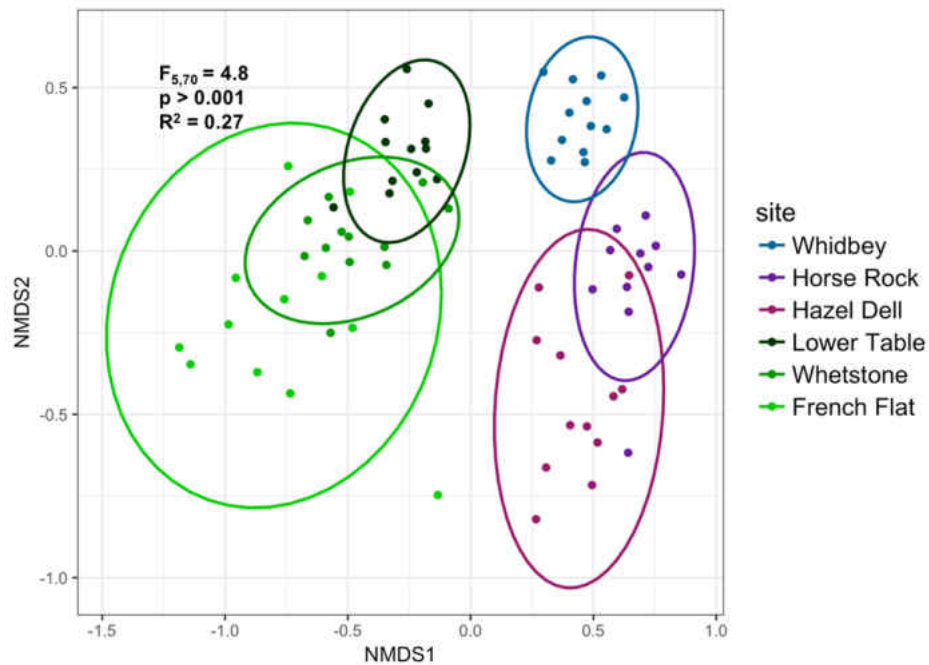 F5,70 = 4.8
p > 0.001
R² = 0.27
0.5
0.0
-0.5
-1.0
NMDS2
-1.5
-1.0
-0.5
0.0
0.5
1.0
NMDS1
site
Whidbey
Horse Rock
Hazel Dell
Lower Table
Whetstone
French Flat